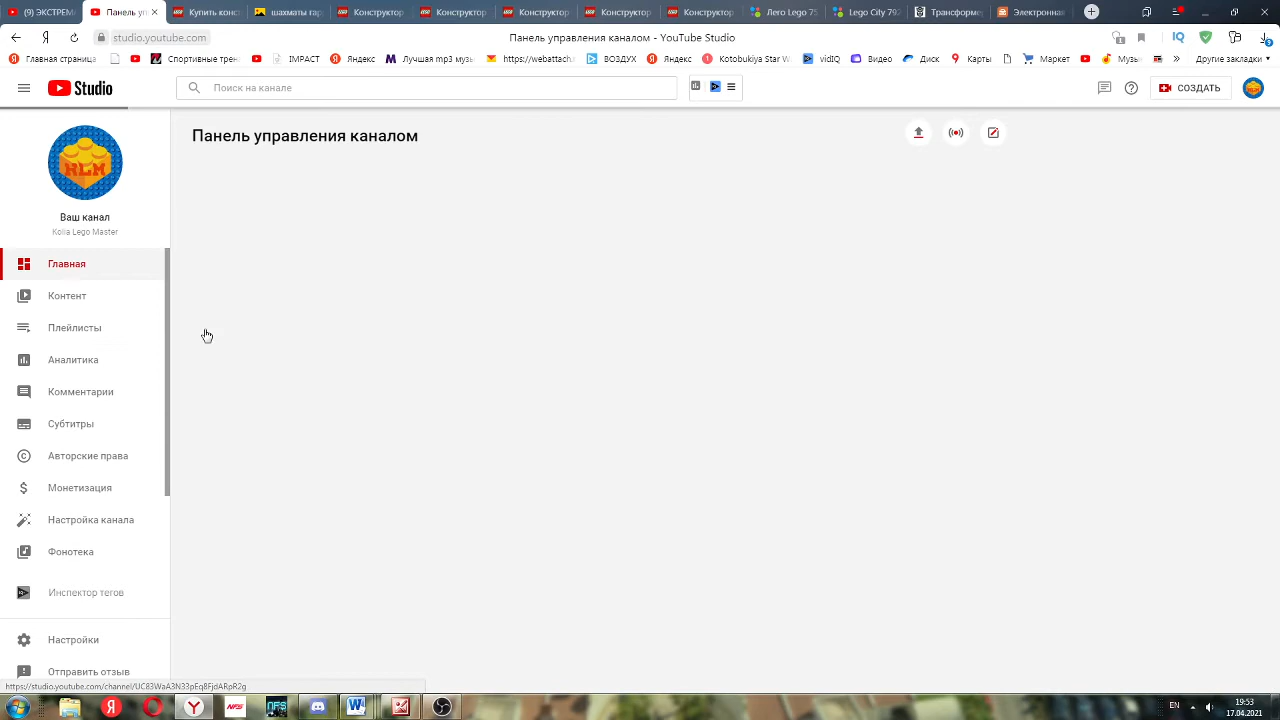 (9) ЭКСТРЕМ
Панель уп
Купить конс
шахматы гар
Конструктор
Конструктор
Конструктор
Конструктор
Конструктор
Лего Lego 75
Lego City 792
Трансформе
Электронная
studio.youtube.com
Панель управления каналом - YouTube Studio
Главная страница
Спортивные трен
IMPACT
Яндекс
Лучшая mp3 музы
https://webattach.
ВОЗДУХ
Яндекс
Kotobukiya Star W
vidIQ
Видео
Диск
Карты
Маркет
Музы
Другие закладки
Studio
Поиск на канале
СОЗДАТЬ
Панель управления каналом
KLM
Ваш канал
Kolia Lego Master
Главная
Контент
Плейлисты
Аналитика
Комментарии
Субтитры
Авторские права
Монетизация
Настройка канала
Фонотека
Инспектор тегов
Настройки
Отправить отзыв
EN
19:53
17.04.2021